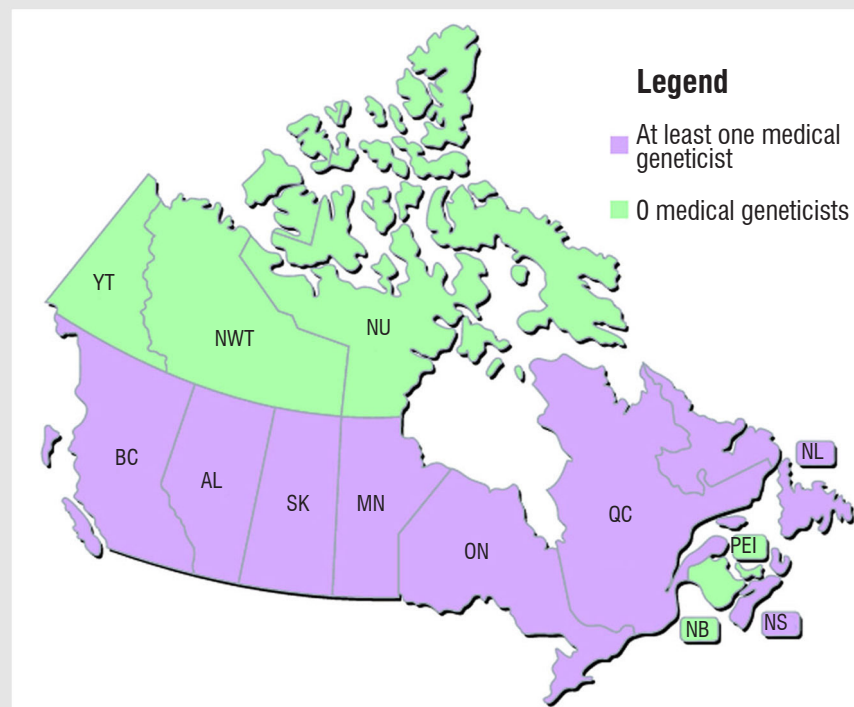 Legend
At least one medical
geneticist
0 medical geneticists
YT
NWT
NU
BC
AL
SK
MN
ON
QC
NL
PEI
NB
NS